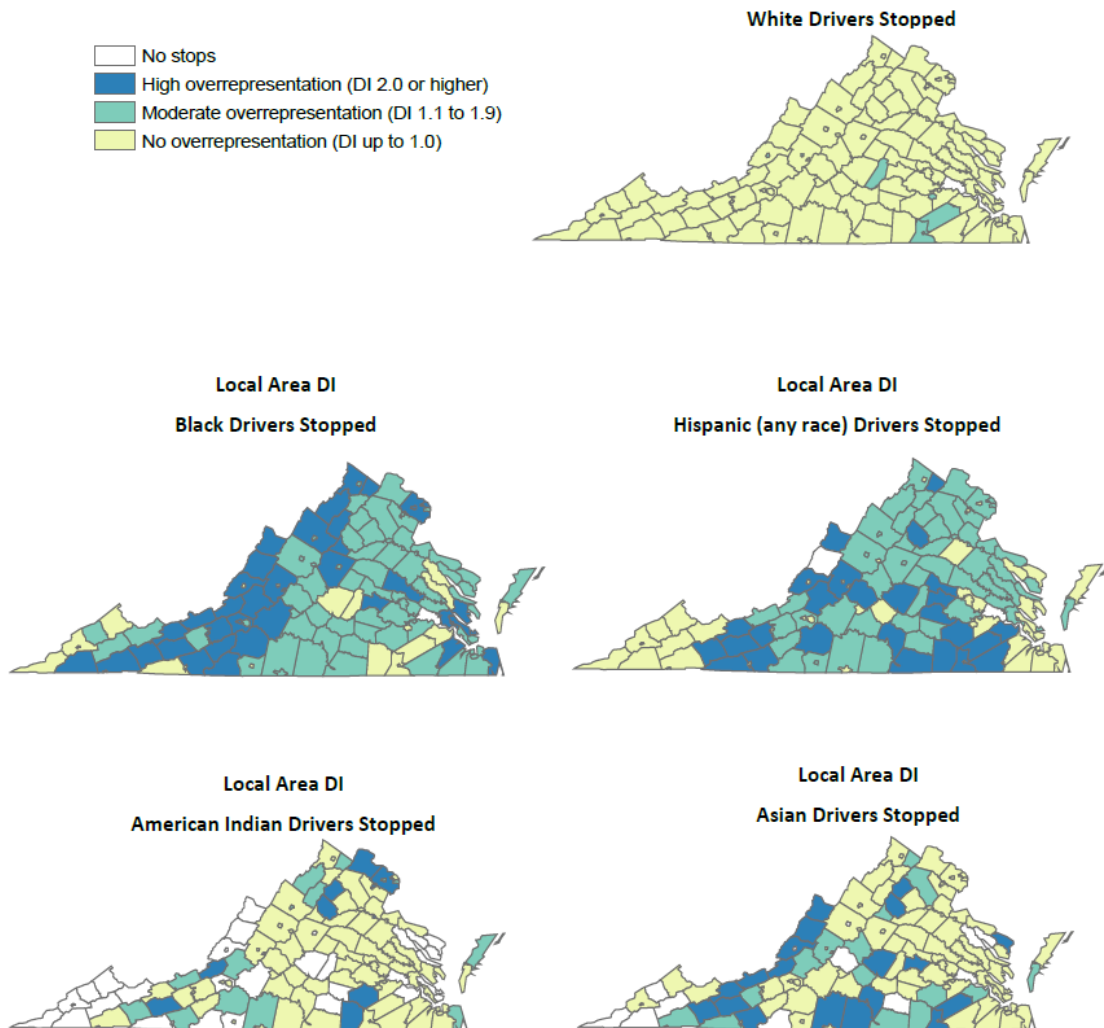 White Drivers Stopped
No stops
High overrepresentation (DI 2.0 or higher)
Moderate overrepresentation (DI 1.1 to 1.9)
No overrepresentation (DI up to 1.0)
Local Area DI
Black Drivers Stopped
Local Area DI
Hispanic (any race) Drivers Stopped
Local Area DI
American Indian Drivers Stopped
Local Area DI
Asian Drivers Stopped